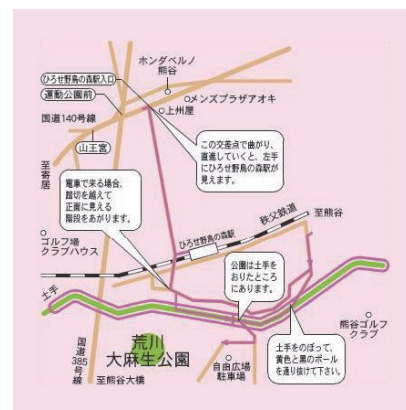 ホンダベルノ
熊谷
ひろせ野鳥の森駅入口
運動公園前
メンズプラザアオキ
上州屋
国道140号線
山王宮
この交差点で曲がり、
直進していくと、左手
にひろせ野鳥の森駅が
見えます。
至寄居
電車で来る場合、
踏切を越えて
正面に見える
階段をあがります。
秩父鉄道
至熊谷
ひろせ野鳥の森駅
ゴルフ場
クラブハウス
公園は土手を
おりたところ
にあります。
土手
荒川
大麻生公園
熊谷ゴルフ
クラブ
土手をのぼって、
黄色と黒のポール
を通り抜けて下さい。
国道
385
号線
至熊谷大橋
自由広場
駐車場